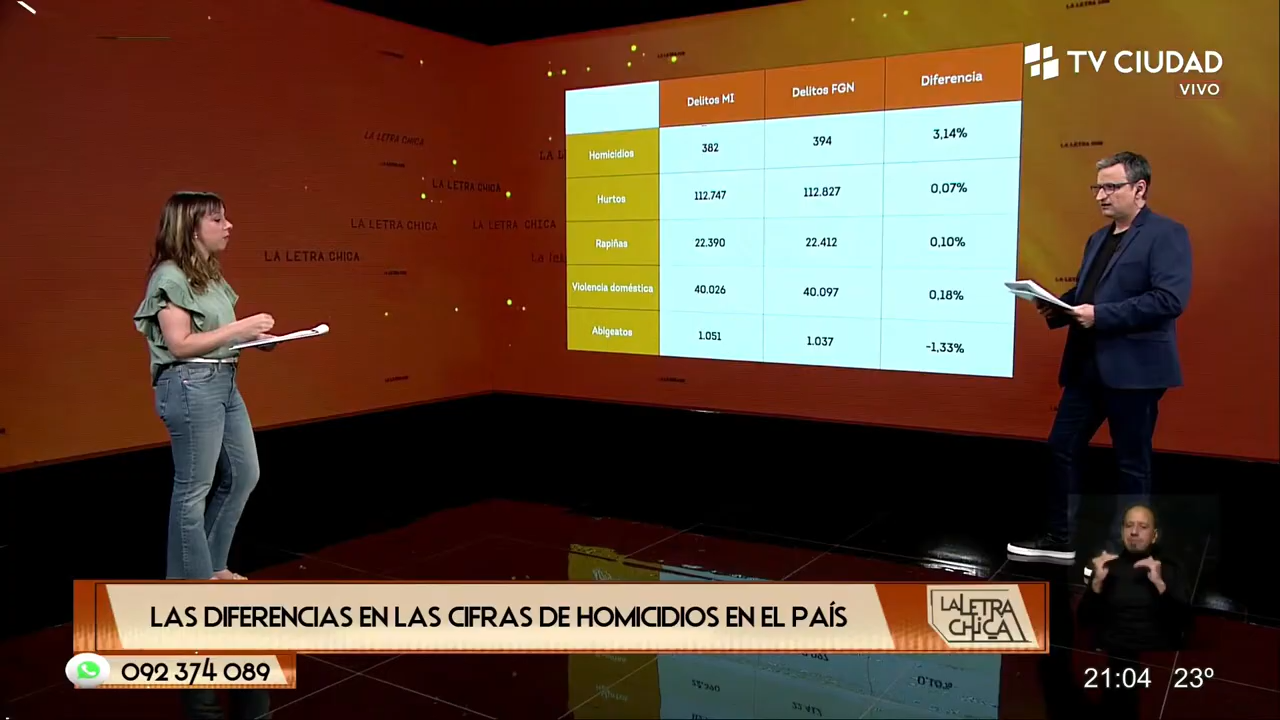 TV CIUDAD
VIVO
Delitos MI
Delitos FGN
Diferencia
Homicidios
382
394
3,14%
Hurtos
112.747
112.827
0,07%
Rapiñas
22.390
22.412
0,10%
Violencia doméstica
40.026
40.097
0,18%
Abigeatos
1.051
1.037
-1,33%
LA LETRA CHICA
LA LETRA CHICA
LA LETRA CHICA
LA LETRA CHICA
LA LETRA CHICA
LAS DIFERENCIAS EN LAS CIFRAS DE HOMICIDIOS EN EL PAÍS
LA LETRA
CHICA
092 374 089
21:04 23º